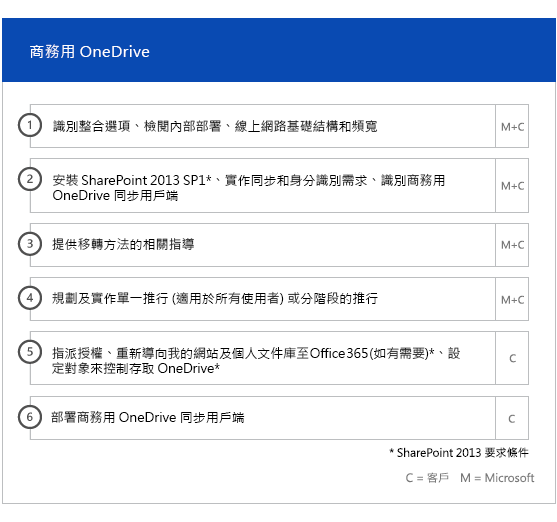 商務用 OneDrive
1 識別整合選項、檢閱內部部署、線上網路基礎結構和頻寬 M+C
2 安裝 SharePoint 2013 SP1*、實作同步和身分識別需求、識別商務用 M+C
OneDrive 同步用戶端
3 提供移轉方法的相關指導 M+C
4 規劃及實作單一推行 (適用於所有使用者) 或分階段的推行 M+C
5 指派授權、重新導向我的網站及個人文件庫至Office365(如有需要)*、設 C
定對象來控制存取 OneDrive*
6 部署商務用 OneDrive 同步用戶端 C
* SharePoint 2013 要求條件
C = 客戶 M = Microsoft